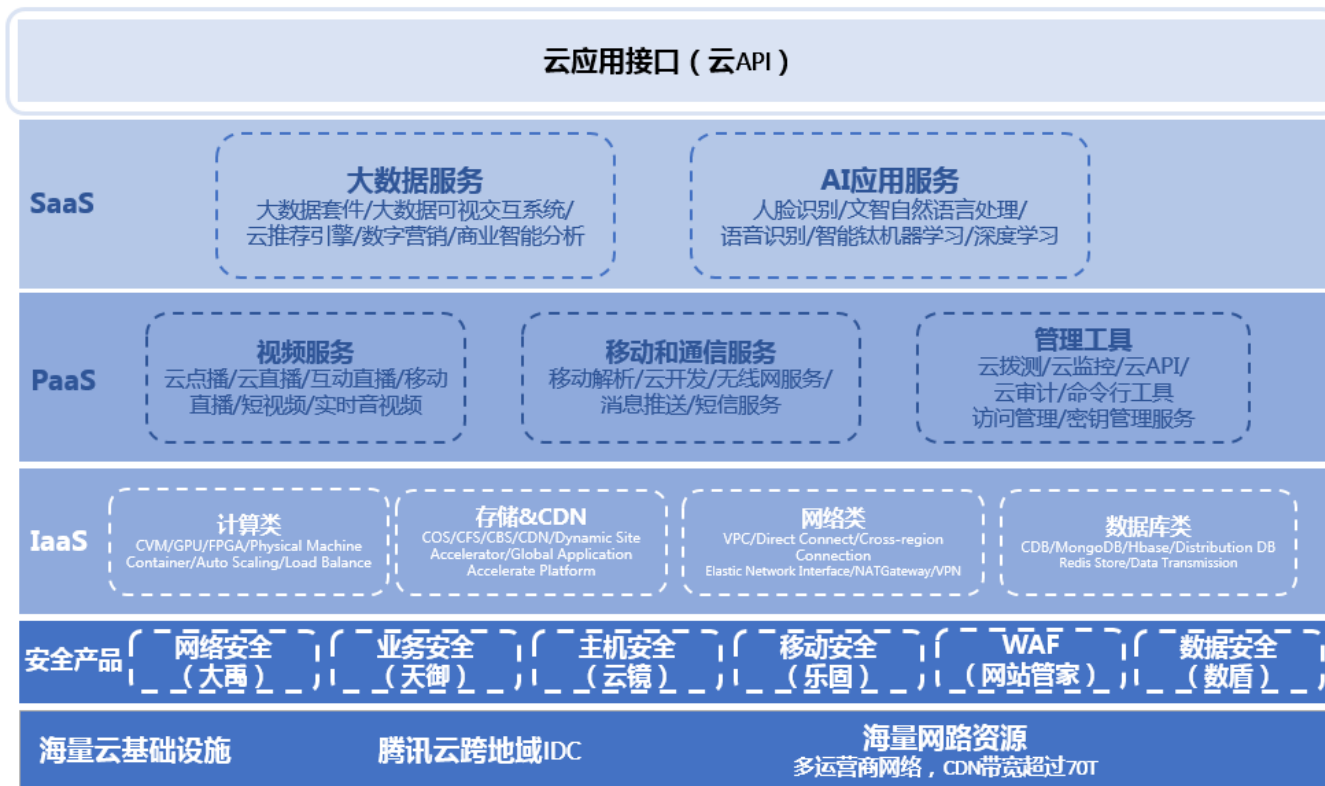 云应用接口（云API）
SaaS
大数据服务
大数据套件/大数据可视交互系统/
云推荐引擎/数字营销/商业智能分析
AI应用服务
人脸识别/文智自然语言处理/
语音识别/智能钛机器学习/深度学习
PaaS
视频服务
云点播/云直播/互动直播/移动
直播/短视频/实时音视频
移动和通信服务
移动解析/云开发/无线网服务/
消息推送/短信服务
管理工具
云拨测/云监控/云API/
云审计/命令行工具
访问管理/密钥管理服务
IaaS
计算类
CVM/GPU/FPGA/Physical Machine
Container/Auto Scaling/Load Balance
存储&CDN
COS/CFS/CBS/CDN/Dynamic Site
Accelerator/Global Application
Accelerate Platform
网络类
VPC/Direct Connect/Cross-region
Connection
Elastic Network Interface/NATGateway/VPN
数据库类
CDB/MongoDB/Hbase/Distribution DB
Redis Store/Data Transmission
安全产品
网络安全
（大禹）
业务安全
（天御）
主机安全
（云镜）
移动安全
（乐固）
WAF
（网站管家）
数据安全
（数盾）
海量云基础设施
腾讯云跨地域IDC
海量网路资源
多运营商网络，CDN带宽超过70T